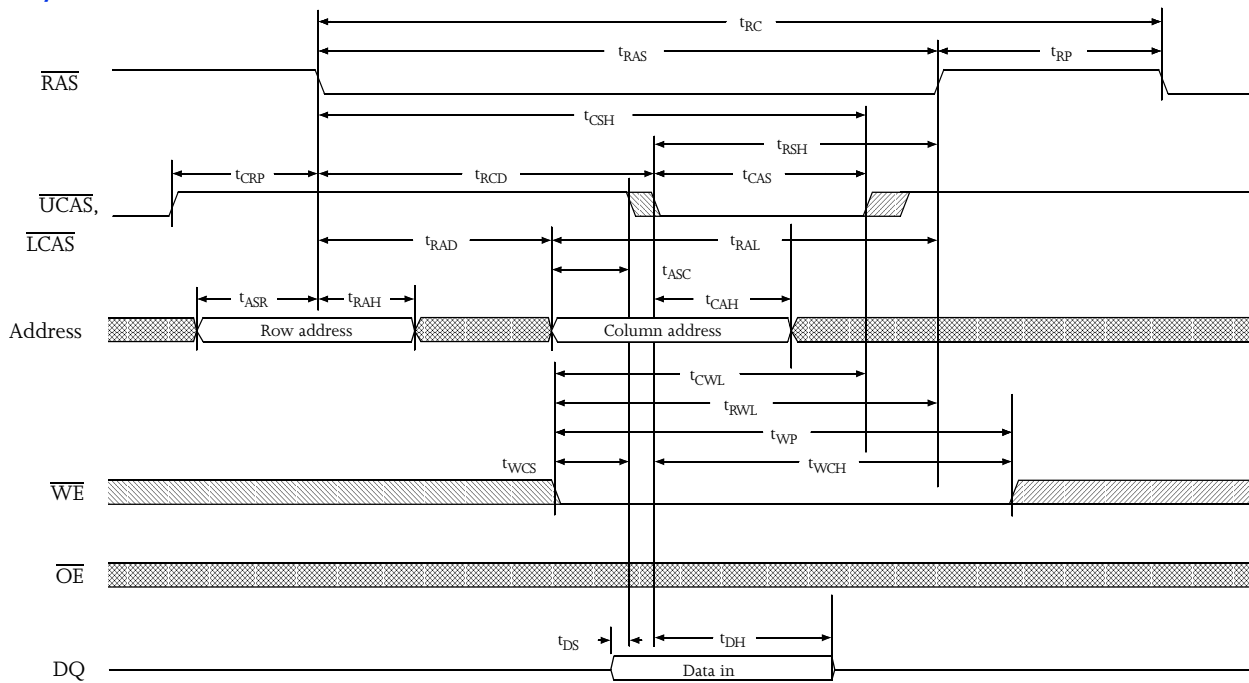 tRC
tRAS
tRP
RAS
tCSH
tRSH
tCRP
tRCD
tCAS
UCAS,
LCAS
tRAD
tRAL
tASC
tASR
tRAH
tCAH
Address
Row address
Column address
tCWL
tRWL
tWP
tWCS
tWCH
WE
OE
tDS
tDH
DQ
Data in